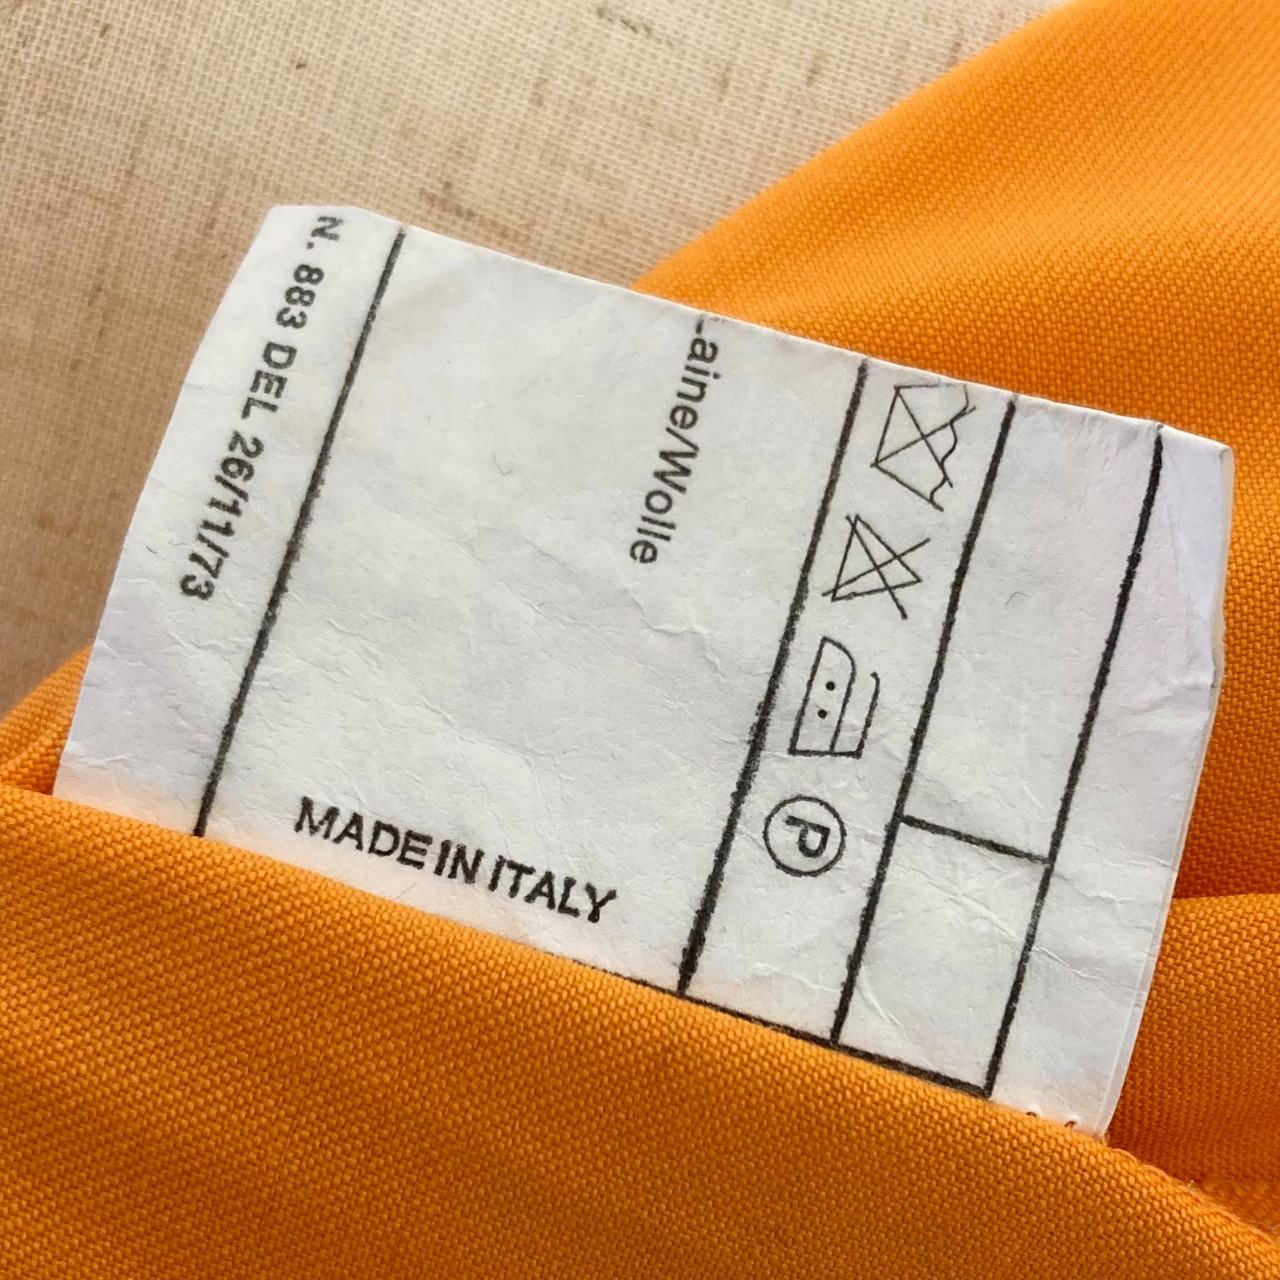 N. 883 DEL 26/11/73
Laine/Wolle
P
MADE IN ITALY